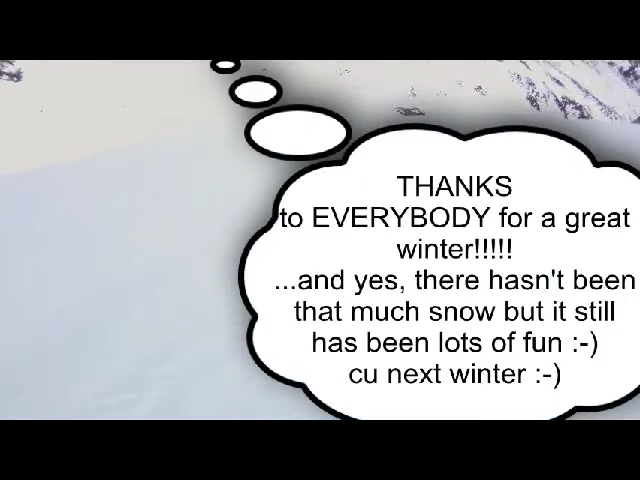 THANKS
to EVERYBODY for a great
winter!!!!!
...and yes, there hasn't been
that much snow but it still
has been lots of fun :-)
cu next winter :-)